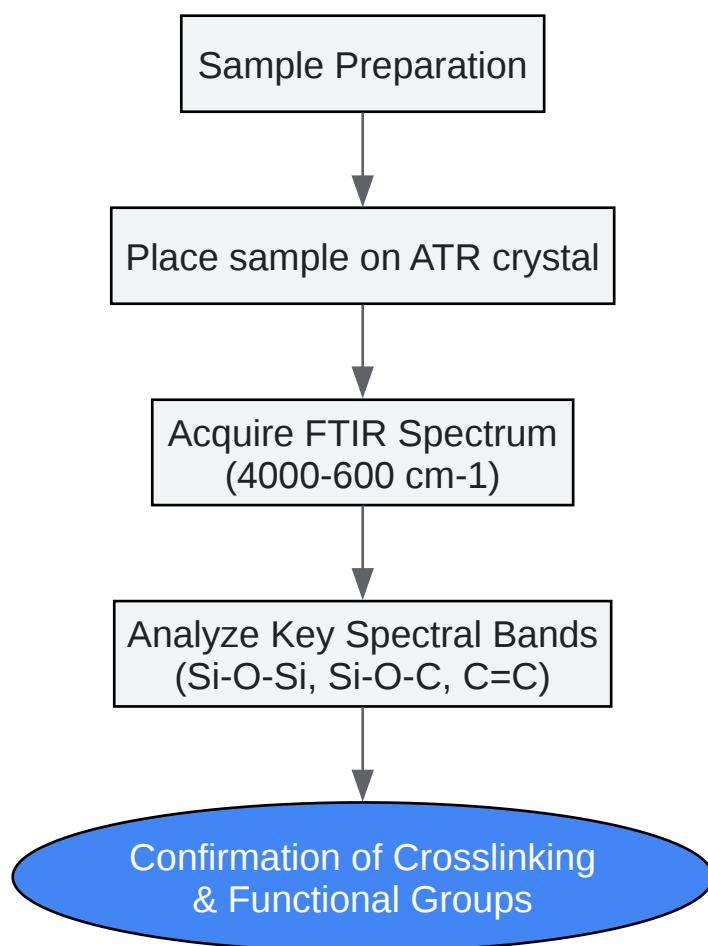 Sample Preparation
Place sample on ATR crystal
Acquire FTIR Spectrum
(4000-600 cm-1)
Analyze Key Spectral Bands
(Si-O-Si, Si-O-C, C=C)
Confirmation of Crosslinking
& Functional Groups